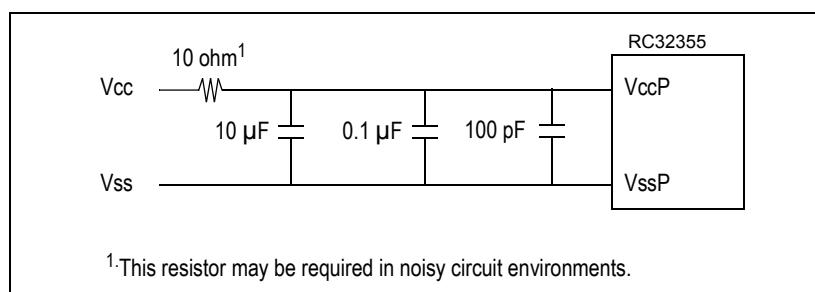 RC32355
10 ohm1
Vcc
VccP
10 µF
0.1 µF
100 pF
Vss
VssP
1.This resistor may be required in noisy circuit environments.